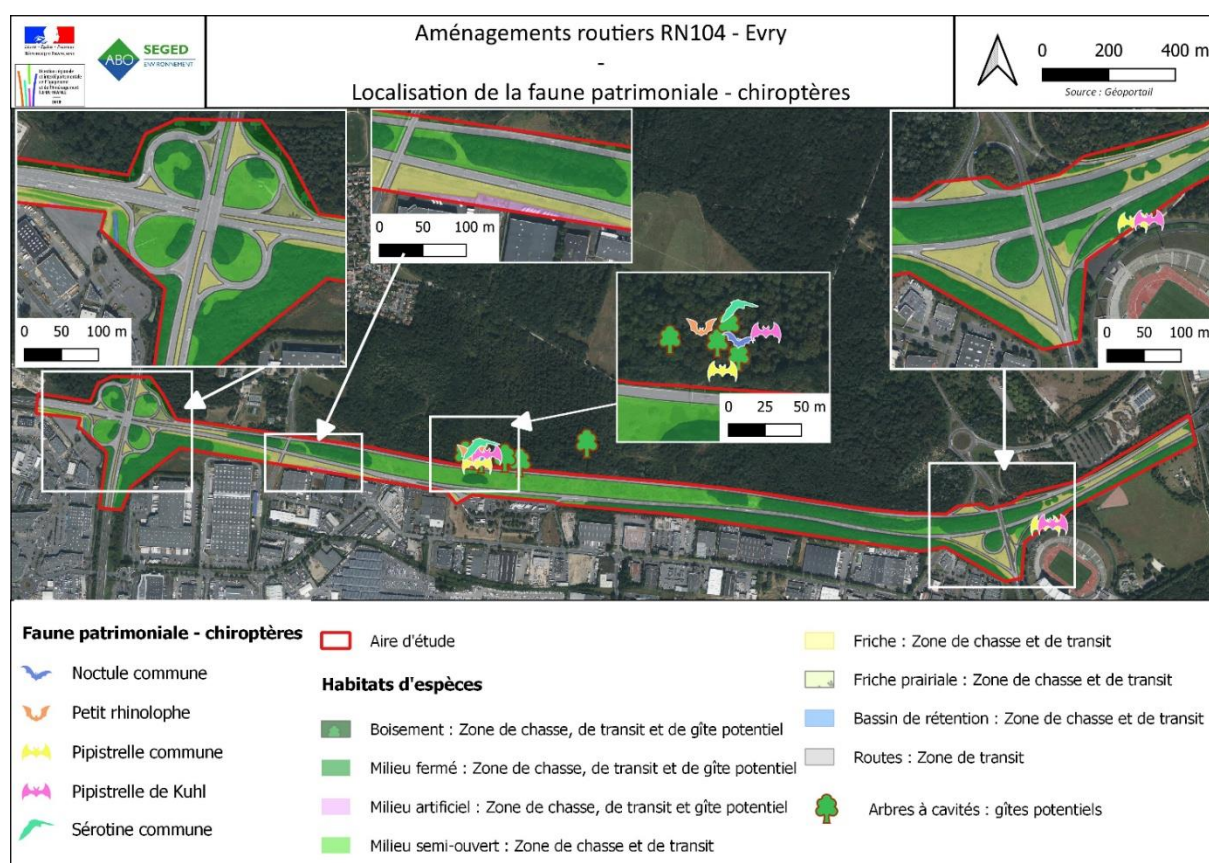 Aménagements routiers RN104 - Evry
-
Localisation de la faune patrimoniale - chiroptères
ABO
SEGED
ENVIRONNEMENT
0 200 400 m
Source : Géoportail
0 50 100 m
0 50 100 m
0 25 50 m
0 50 100 m
Faune patrimoniale - chiroptères
Noctule commune
Petit rhinolophe
Pipistrelle commune
Pipistrelle de Kuhl
Sérotine commune
Aire d'étude
Habitats d'espèces
Boisement : Zone de chasse, de transit et de gîte potentiel
Milieu fermé : Zone de chasse, de transit et de gîte potentiel
Milieu artificiel : Zone de chasse, de transit et gîte potentiel
Milieu semi-ouvert : Zone de chasse et de transit
Friche : Zone de chasse et de transit
Friche prairiale : Zone de chasse et de transit
Bassin de rétention : Zone de chasse et de transit
Routes : Zone de transit
Arbres à cavités : gîtes potentiels